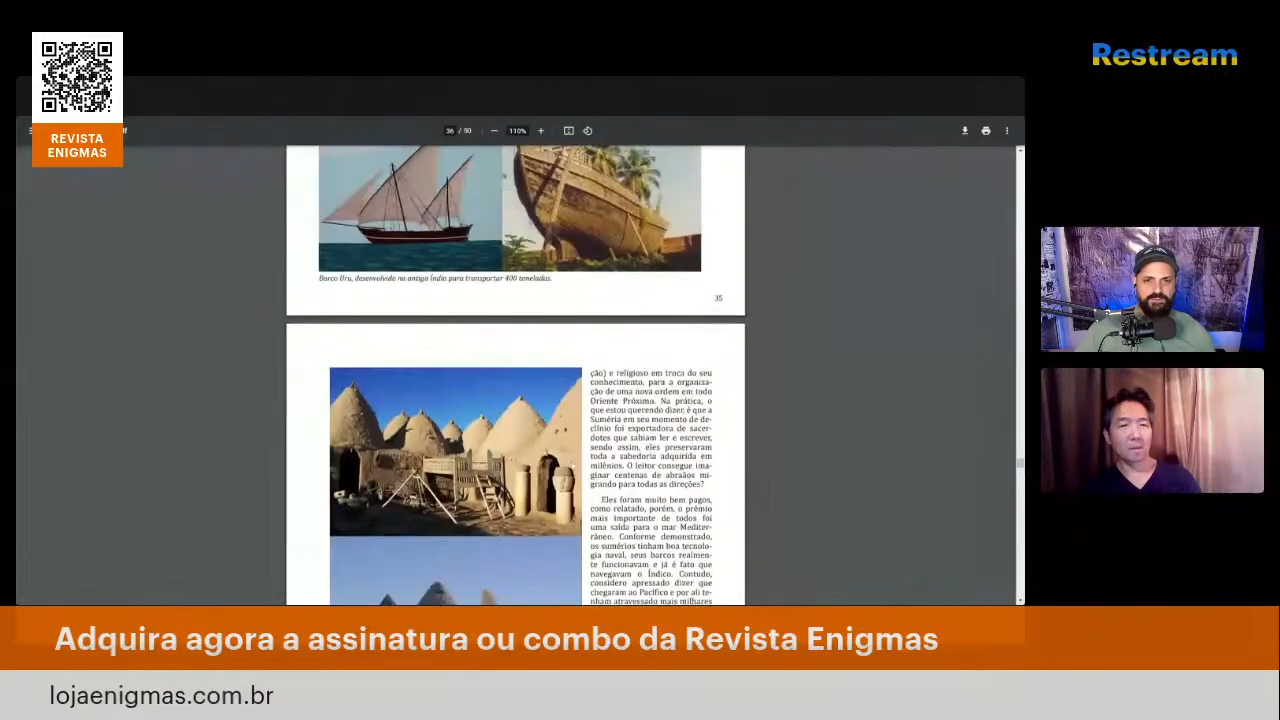 Restream
REVISTA
ENIGMAS
36 / 50
110%
Barco Uru, desenvolvido na antiga Índia para transportar 400 toneladas.
35
ção) e religioso em troca do seu
conhecimento, para a organiza-
ção de uma nova ordem em todo
Oriente Próximo. Na prática, o
que estou querendo dizer, é que a
Suméria em seu momento de de-
clínio foi exportadora de sacer-
dotes que sabiam ler e escrever,
sendo assim, eles preservaram
toda a sabedoria adquirida em
milênios. O leitor consegue ima-
ginar centenas de abraãos mi-
grando para todas as direções?
Eles foram muito bem pagos,
como relatado, porém, o prêmio
mais importante de todos foi
uma saída para o mar Mediter-
râneo. Conforme demonstrado,
os sumérios tinham boa tecnolo-
gia naval, seus barcos realmen-
te funcionavam e já é fato que
navegavam o Índico. Contudo,
considero apressado dizer que
chegaram ao Pacífico e por ali te-
nham atravessado mais milhares
Adquira agora a assinatura ou combo da Revista Enigmas
lojaenigmas.com.br